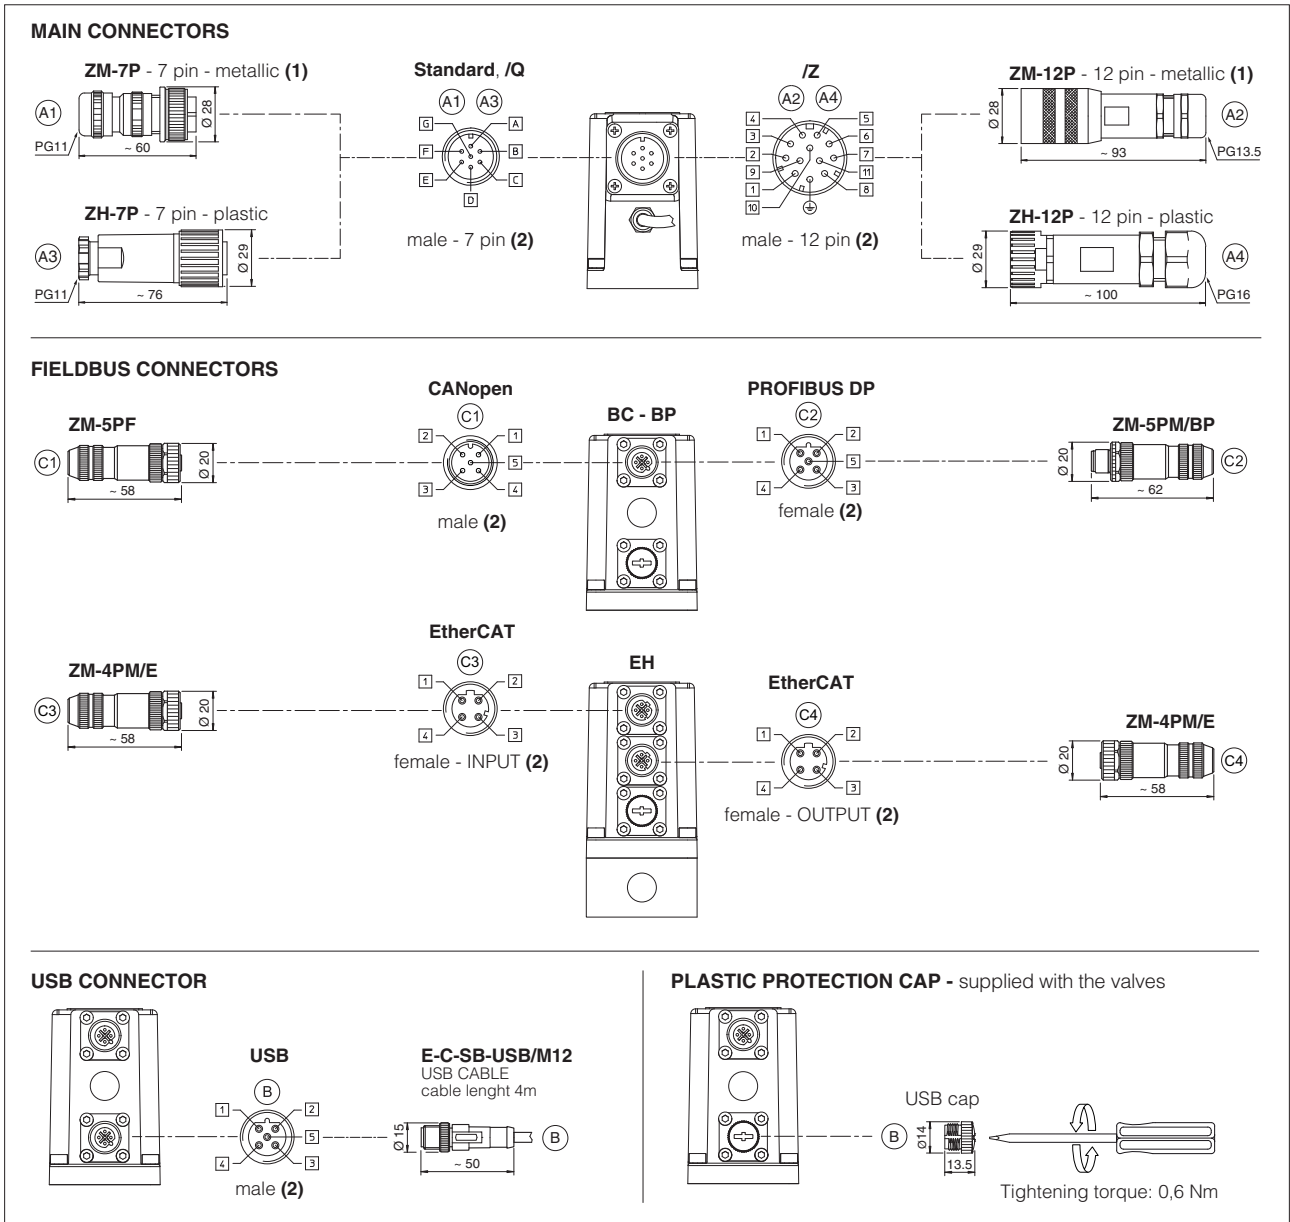 MAIN CONNECTORS
ZM-7P - 7 pin - metallic (1)
A1
PG11
~ 60
Ø 28
ZH-7P - 7 pin - plastic
A3
PG11
~ 76
Ø 29
Standard, /Q
A1 A3
G A
F B
E C
D
male - 7 pin (2)
/Z
A2 A4
4 5
3 6
2 7
9 11
1 8
10
male - 12 pin (2)
ZM-12P - 12 pin - metallic (1)
Ø 28
A2
PG13.5
~ 93
ZH-12P - 12 pin - plastic
Ø 29
A4
PG16
~ 100
FIELDBUS CONNECTORS
ZM-5PF
C1
Ø 20
~ 58
CANopen
C1
2 1
5
3 4
male (2)
BC - BP
PROFIBUS DP
C2
1 2
5
4 3
female (2)
ZM-5PM/BP
Ø 20
C2
~ 62
ZM-4PM/E
C3
Ø 20
~ 58
EtherCAT
C3
1 2
4 3
female - INPUT (2)
EH
EtherCAT
C4
1 2
4 3
female - OUTPUT (2)
ZM-4PM/E
Ø 20
C4
~ 58
USB CONNECTOR
USB
B
1 2
5
4 3
male (2)
E-C-SB-USB/M12
USB CABLE
cable lenght 4m
Ø 15
B
~ 50
PLASTIC PROTECTION CAP - supplied with the valves
USB cap
B
Ø14
13.5
Tightening torque: 0,6 Nm